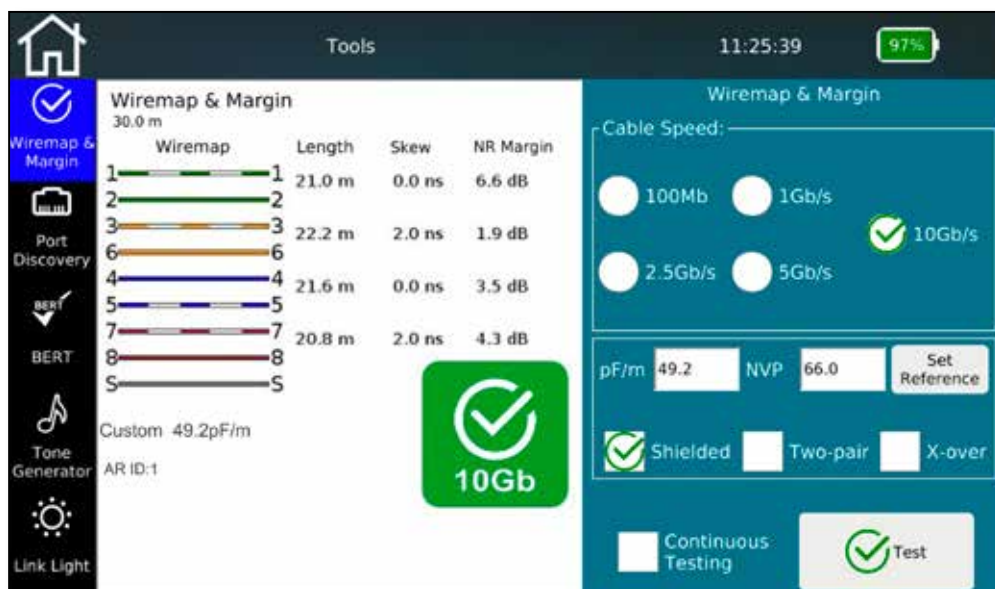 Tools
11:25:39
97%
Wiremap &
Margin
Port
Discovery
BERT
BERT
Tone
Generator
Link Light
Wiremap & Margin
30.0 m
Wiremap Length Skew NR Margin
1 1
21.0 m 0.0 ns 6.6 dB
2 2
3 3
22.2 m 2.0 ns 1.9 dB
6 6
4 4
21.6 m 0.0 ns 3.5 dB
5 5
7 7
20.8 m 2.0 ns 4.3 dB
8 8
S S
Custom 49.2pF/m
AR ID:1
10Gb
Wiremap & Margin
Cable Speed:
100Mb 1Gb/s
10Gb/s
2.5Gb/s 5Gb/s
pF/m 49.2 NVP 66.0 Set
Reference
Shielded Two-pair X-over
Continuous
Testing
Test